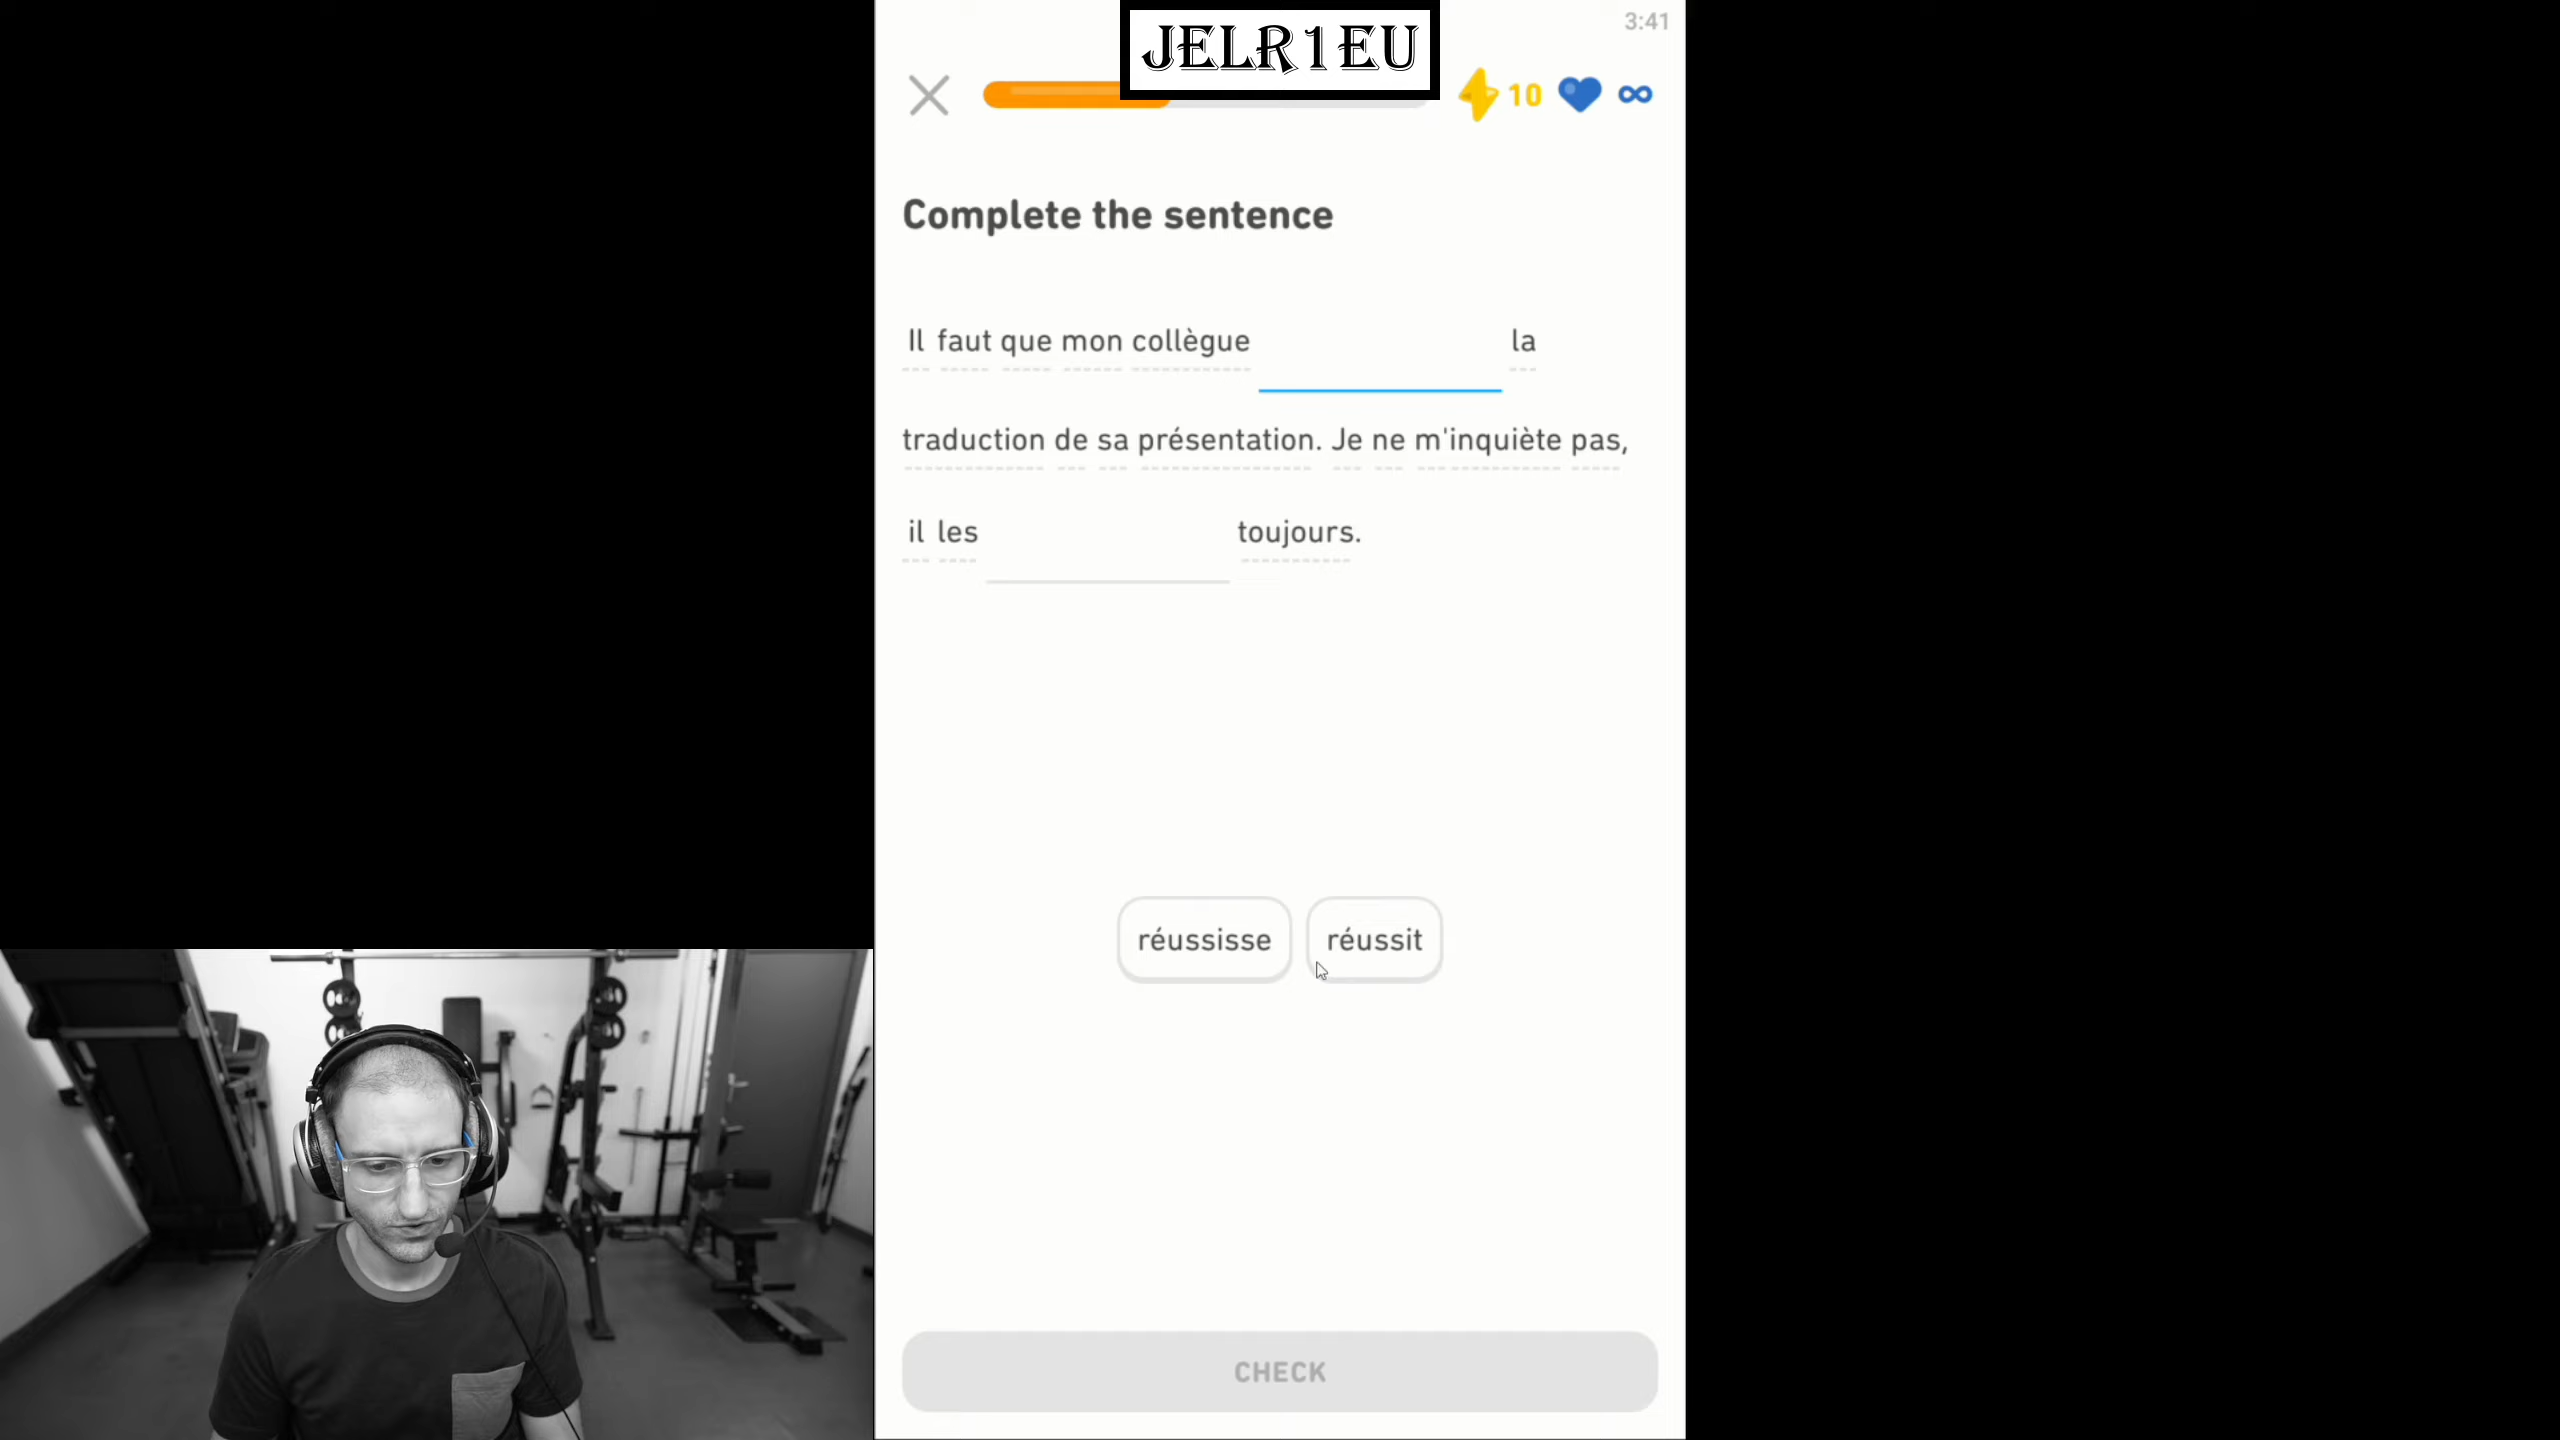 JELR1EU
3:41
10 ∞
Complete the sentence
Il faut que mon collègue la
traduction de sa présentation. Je ne m'inquiète pas,
il les toujours.
réussisse réussit
CHECK